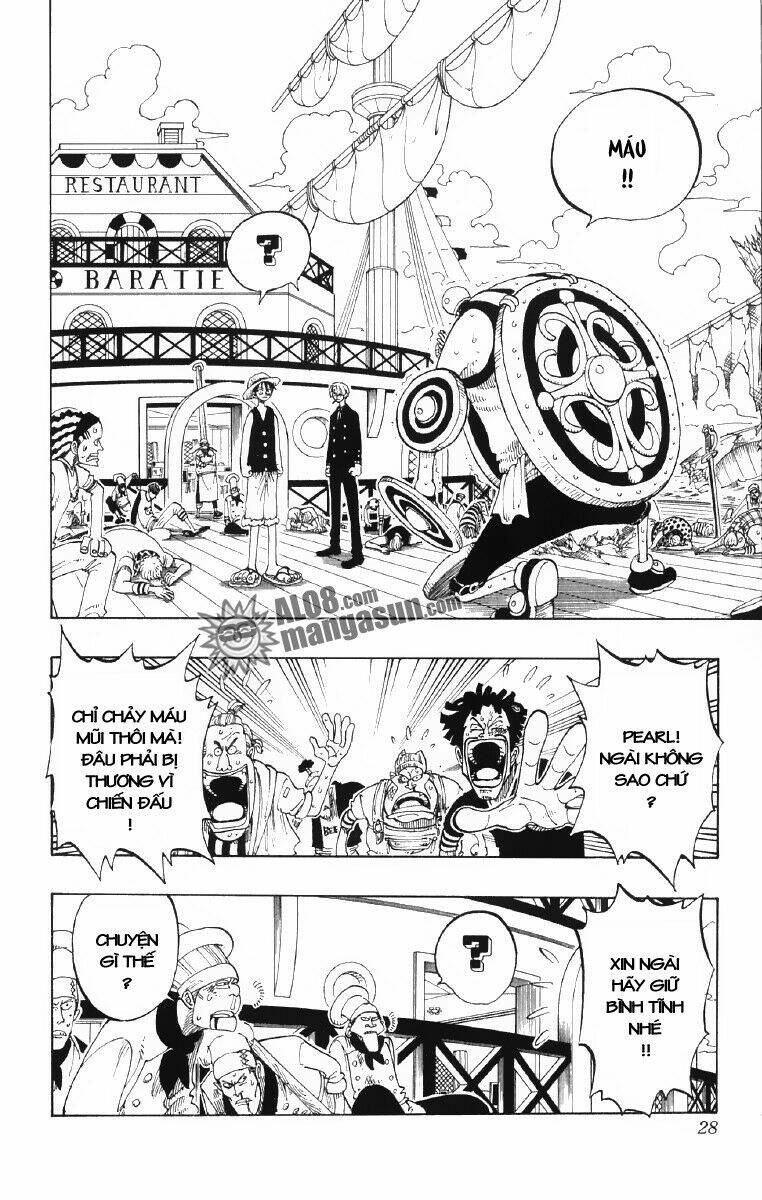 MÁU
!!
?
RESTAURANT
BARATIE
AL08.com
mangasun.com
PEARL!
NGÀI KHÔNG
SAO CHỨ
?
CHỈ CHẢY MÁU
MŨI THÔI MÀ!
ĐÂU PHẢI BỊ
THƯƠNG VÌ
CHIẾN ĐẤU
!
XIN NGÀI
HÃY GIỮ
BÌNH TĨNH
NHÉ
!!
?
CHUYỆN
GÌ THẾ
?
28